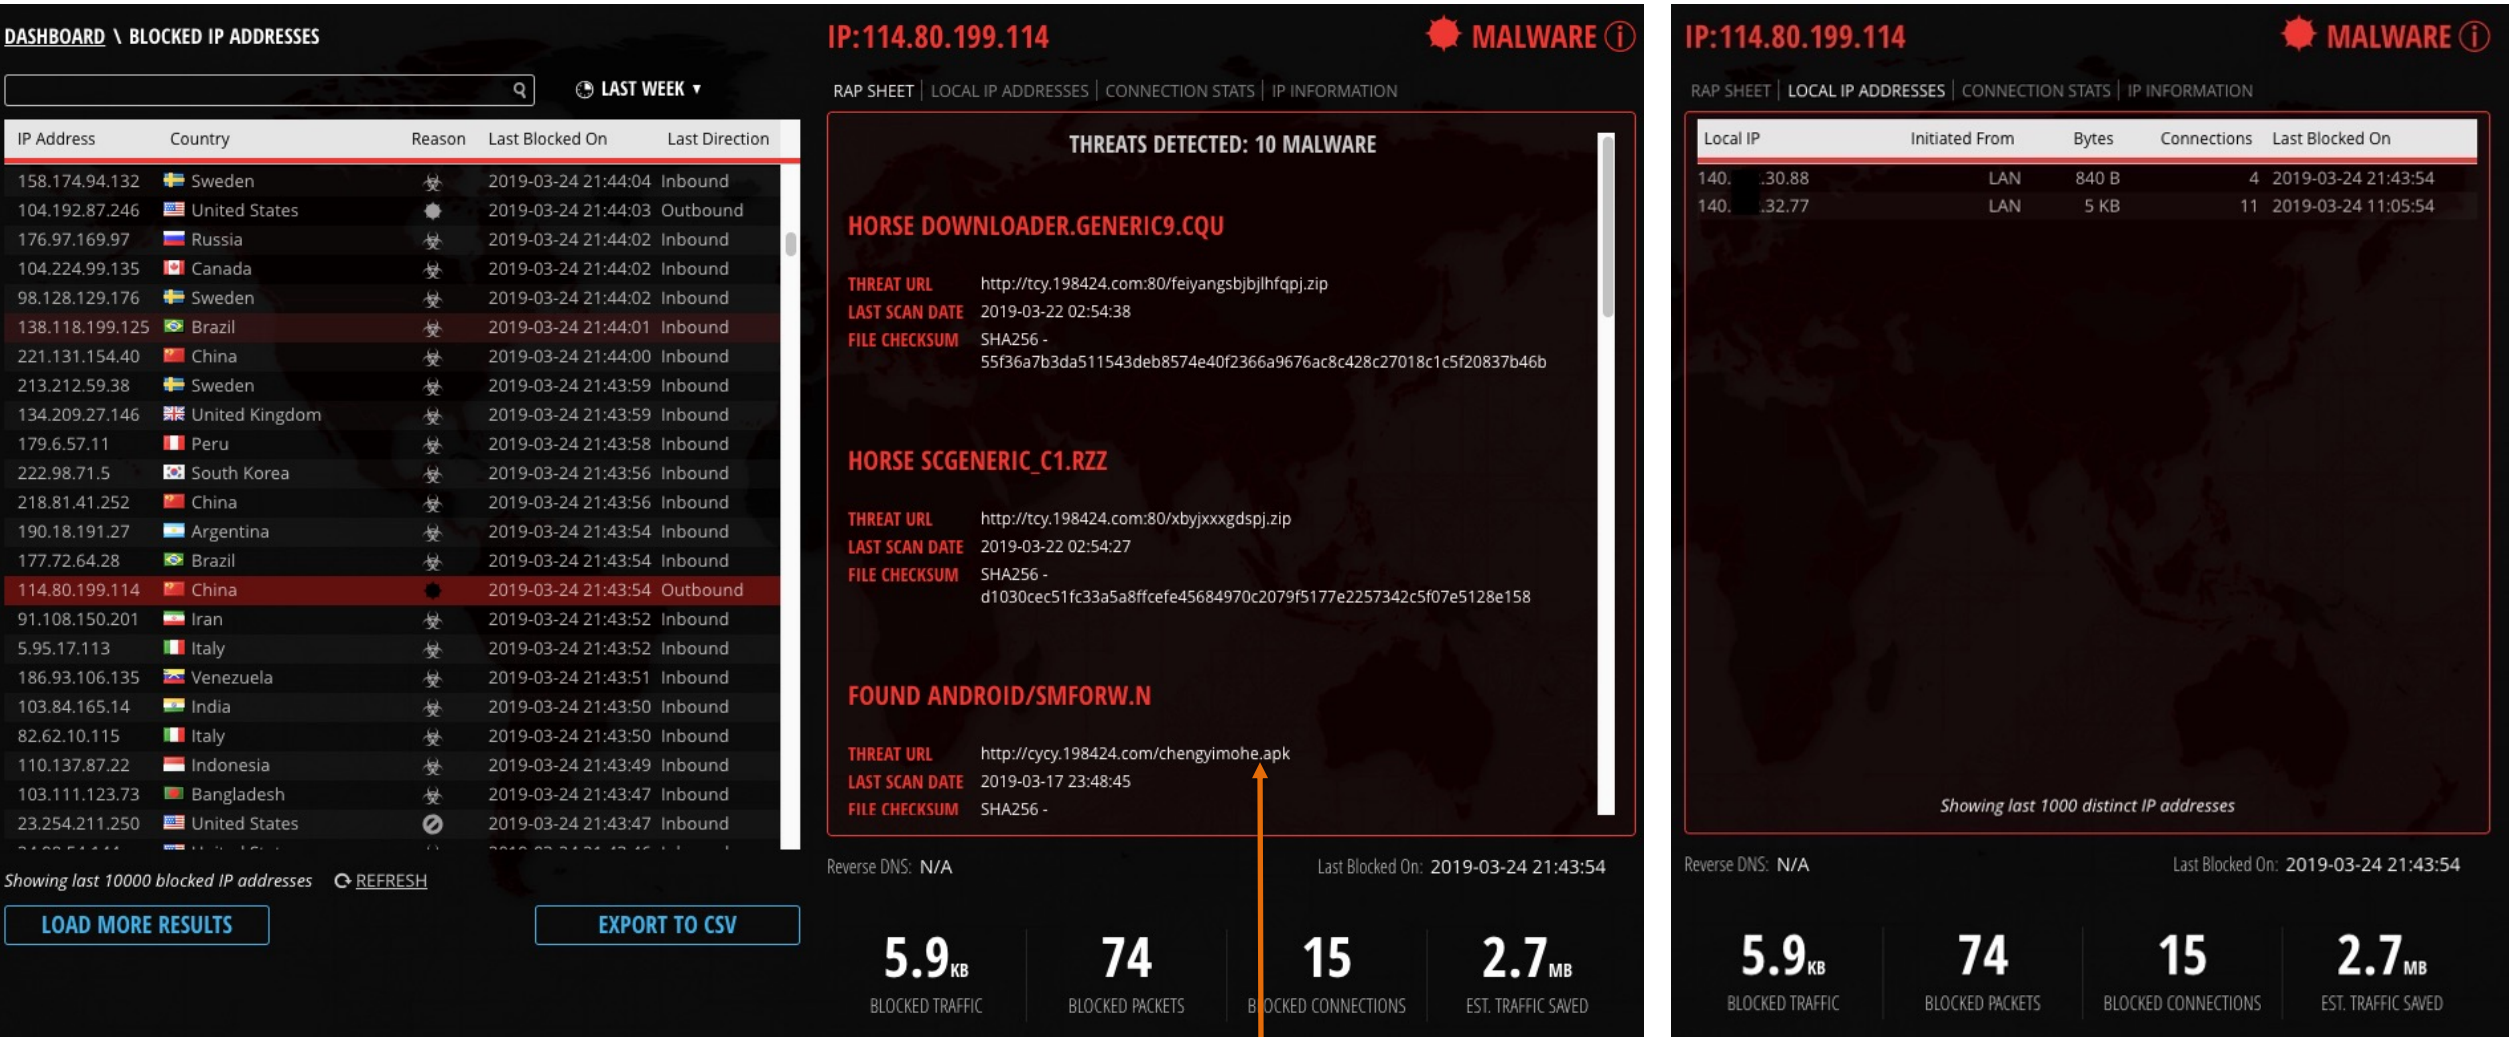 DASHBOARD \ BLOCKED IP ADDRESSES
LAST WEEK ▾
IP Address Country Reason Last Blocked On Last Direction
158.174.94.132 Sweden 2019-03-24 21:44:04 Inbound
104.192.87.246 United States 2019-03-24 21:44:03 Outbound
176.97.169.97 Russia 2019-03-24 21:44:02 Inbound
104.224.99.135 Canada 2019-03-24 21:44:02 Inbound
98.128.129.176 Sweden 2019-03-24 21:44:02 Inbound
138.118.199.125 Brazil 2019-03-24 21:44:01 Inbound
221.131.154.40 China 2019-03-24 21:44:00 Inbound
213.212.59.38 Sweden 2019-03-24 21:43:59 Inbound
134.209.27.146 United Kingdom 2019-03-24 21:43:59 Inbound
179.6.57.11 Peru 2019-03-24 21:43:58 Inbound
222.98.71.5 South Korea 2019-03-24 21:43:56 Inbound
218.81.41.252 China 2019-03-24 21:43:56 Inbound
190.18.191.27 Argentina 2019-03-24 21:43:54 Inbound
177.72.64.28 Brazil 2019-03-24 21:43:54 Inbound
114.80.199.114 China 2019-03-24 21:43:54 Outbound
91.108.150.201 Iran 2019-03-24 21:43:52 Inbound
5.95.17.113 Italy 2019-03-24 21:43:52 Inbound
186.93.106.135 Venezuela 2019-03-24 21:43:51 Inbound
103.84.165.14 India 2019-03-24 21:43:50 Inbound
82.62.10.115 Italy 2019-03-24 21:43:50 Inbound
110.137.87.22 Indonesia 2019-03-24 21:43:49 Inbound
103.111.123.73 Bangladesh 2019-03-24 21:43:47 Inbound
23.254.211.250 United States 2019-03-24 21:43:47 Inbound
Showing last 10000 blocked IP addresses REFRESH
LOAD MORE RESULTS EXPORT TO CSV
IP:114.80.199.114 MALWARE i
RAP SHEET | LOCAL IP ADDRESSES | CONNECTION STATS | IP INFORMATION
THREATS DETECTED: 10 MALWARE
HORSE DOWNLOADER.GENERIC9.CQU
THREAT URL http://tcy.198424.com:80/feiyangsbjbjlhfqpj.zip
LAST SCAN DATE 2019-03-22 02:54:38
FILE CHECKSUM SHA256 -
55f36a7b3da511543deb8574e40f2366a9676ac8c428c27018c1c5f20837b46b
HORSE SCGENERIC_C1.RZZ
THREAT URL http://tcy.198424.com:80/xbyjxxxgdspj.zip
LAST SCAN DATE 2019-03-22 02:54:27
FILE CHECKSUM SHA256 -
d1030cec51fc33a5a8ffcefe45684970c2079f5177e2257342c5f07e5128e158
FOUND ANDROID/SMFORW.N
THREAT URL http://cycy.198424.com/chengyimohe.apk
LAST SCAN DATE 2019-03-17 23:48:45
FILE CHECKSUM SHA256 -
Reverse DNS: N/A Last Blocked On: 2019-03-24 21:43:54
5.9 KB 74 15 2.7 MB
BLOCKED TRAFFIC BLOCKED PACKETS BLOCKED CONNECTIONS EST. TRAFFIC SAVED
IP:114.80.199.114 MALWARE i
RAP SHEET | LOCAL IP ADDRESSES | CONNECTION STATS | IP INFORMATION
Local IP Initiated From Bytes Connections Last Blocked On
140. .30.88 LAN 840 B 4 2019-03-24 21:43:54
140. .32.77 LAN 5 KB 11 2019-03-24 11:05:54
Showing last 1000 distinct IP addresses
Reverse DNS: N/A Last Blocked On: 2019-03-24 21:43:54
5.9 KB 74 15 2.7 MB
BLOCKED TRAFFIC BLOCKED PACKETS BLOCKED CONNECTIONS EST. TRAFFIC SAVED